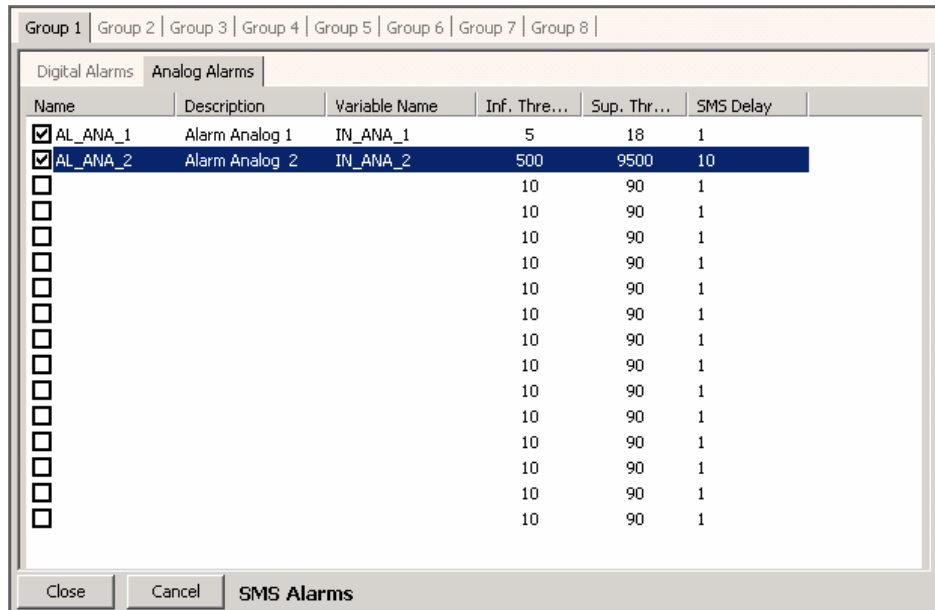 Group 1 Group 2 Group 3 Group 4 Group 5 Group 6 Group 7 Group 8
Digital Alarms Analog Alarms
Name Description Variable Name Inf. Thre... Sup. Thr... SMS Delay
AL_ANA_1 Alarm Analog 1 IN_ANA_1 5 18 1
AL_ANA_2 Alarm Analog 2 IN_ANA_2 500 9500 10
10 90 1
10 90 1
10 90 1
10 90 1
10 90 1
10 90 1
10 90 1
10 90 1
10 90 1
10 90 1
10 90 1
10 90 1
10 90 1
10 90 1
Close Cancel SMS Alarms